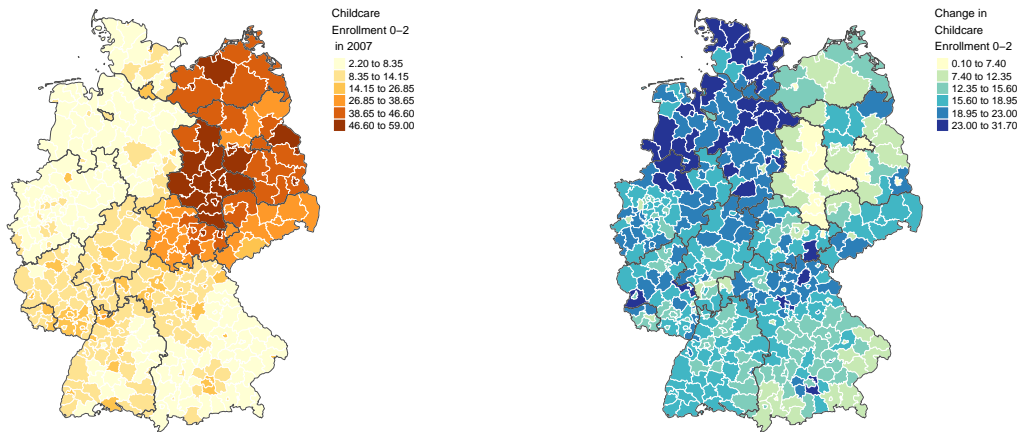 Childcare
Enrollment 0–2
in 2007
2.20 to 8.35
8.35 to 14.15
14.15 to 26.85
26.85 to 38.65
38.65 to 46.60
46.60 to 59.00
Change in
Childcare
Enrollment 0–2
0.10 to 7.40
7.40 to 12.35
12.35 to 15.60
15.60 to 18.95
18.95 to 23.00
23.00 to 31.70